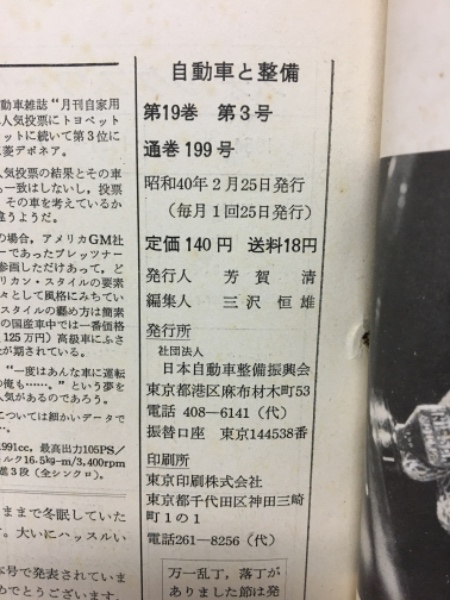 動車雑誌“月刊自家用
人気投票にトヨペット
ットに続いて第3位に
菱デボネア。
人気投票の結果とその車
も一致はしないし、投票
その車を考えているか
違うようだ。
の場合，アメリカGM社
ーであったブレッツナー
参画しただけあって，ど
リカン・スタイルの要素
々として風格にみちてい
スタイルの纒め方は簡素
の国産車中では一番価格
125万円）高級車にふさ
が期されている。
“一度はあんな車に運転
の俺も……。”という夢を
人気があるのであろう。
については細かいデータで
…。
1991cc，最高出力105PS/
ルク16.5kg-m/3,400rpm
進3段（全シンクロ）。
ままで冬眠していた
す。大いにハッスルい
本号で発表されていま
めでとうございます。
自動車と整備
第19巻 第3号
通巻199号
昭和40年2月25日発行
（毎月1回25日発行）
定価140円 送料18円
発行人 芳賀 清
編集人 三沢 恒雄
発行所
社団法人
日本自動車整備振興会
東京都港区麻布材木町53
電話 408-6141（代）
振替口座 東京144538番
印刷所
東京印刷株式会社
東京都千代田区神田三崎
町1の1
電話261-8256（代）
万一乱丁，落丁が
ありました節は発